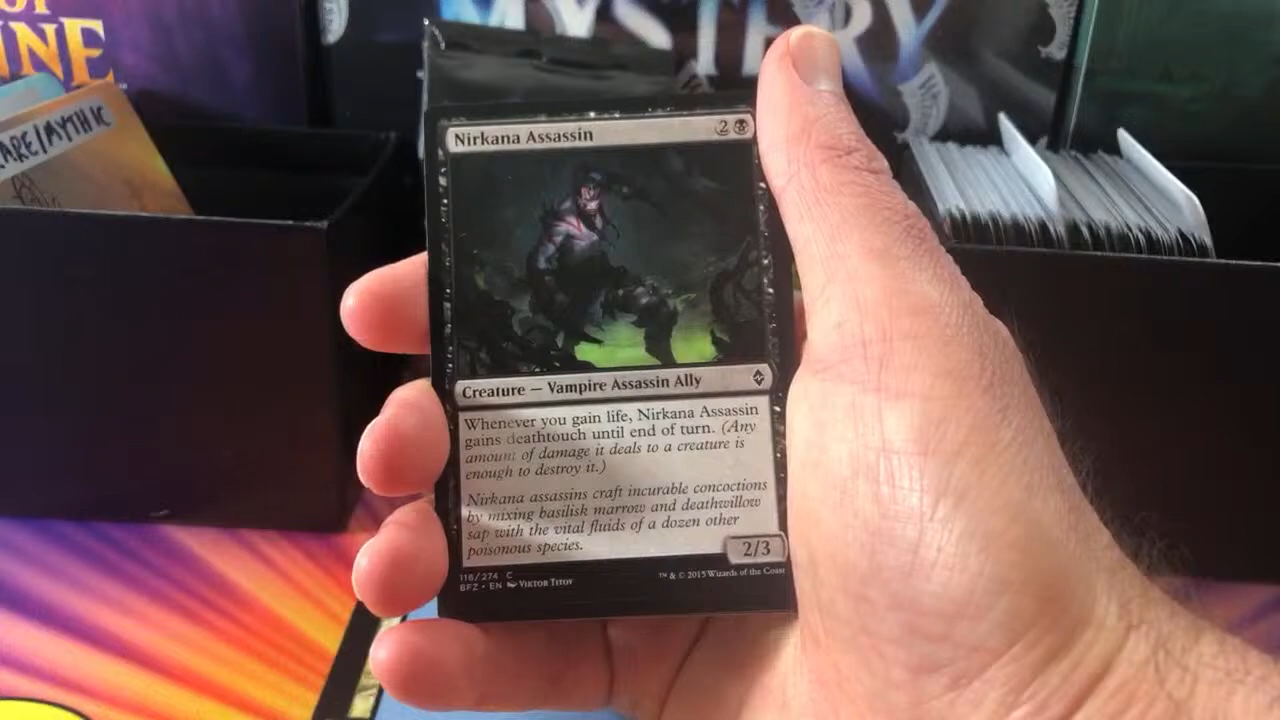 OF
INE
MYSTERY
ARE/MYTHIC
Nirkana Assassin
2
Creature — Vampire Assassin Ally
Whenever you gain life, Nirkana Assassin
gains deathtouch until end of turn. (Any
amount of damage it deals to a creature is
enough to destroy it.)
Nirkana assassins craft incurable concoctions
by mixing basilisk marrow and deathwillow
sap with the vital fluids of a dozen other
poisonous species.
2/3
116/274 C
BFZ • EN Viktor Titov
™ & © 2015 Wizards of the Coast